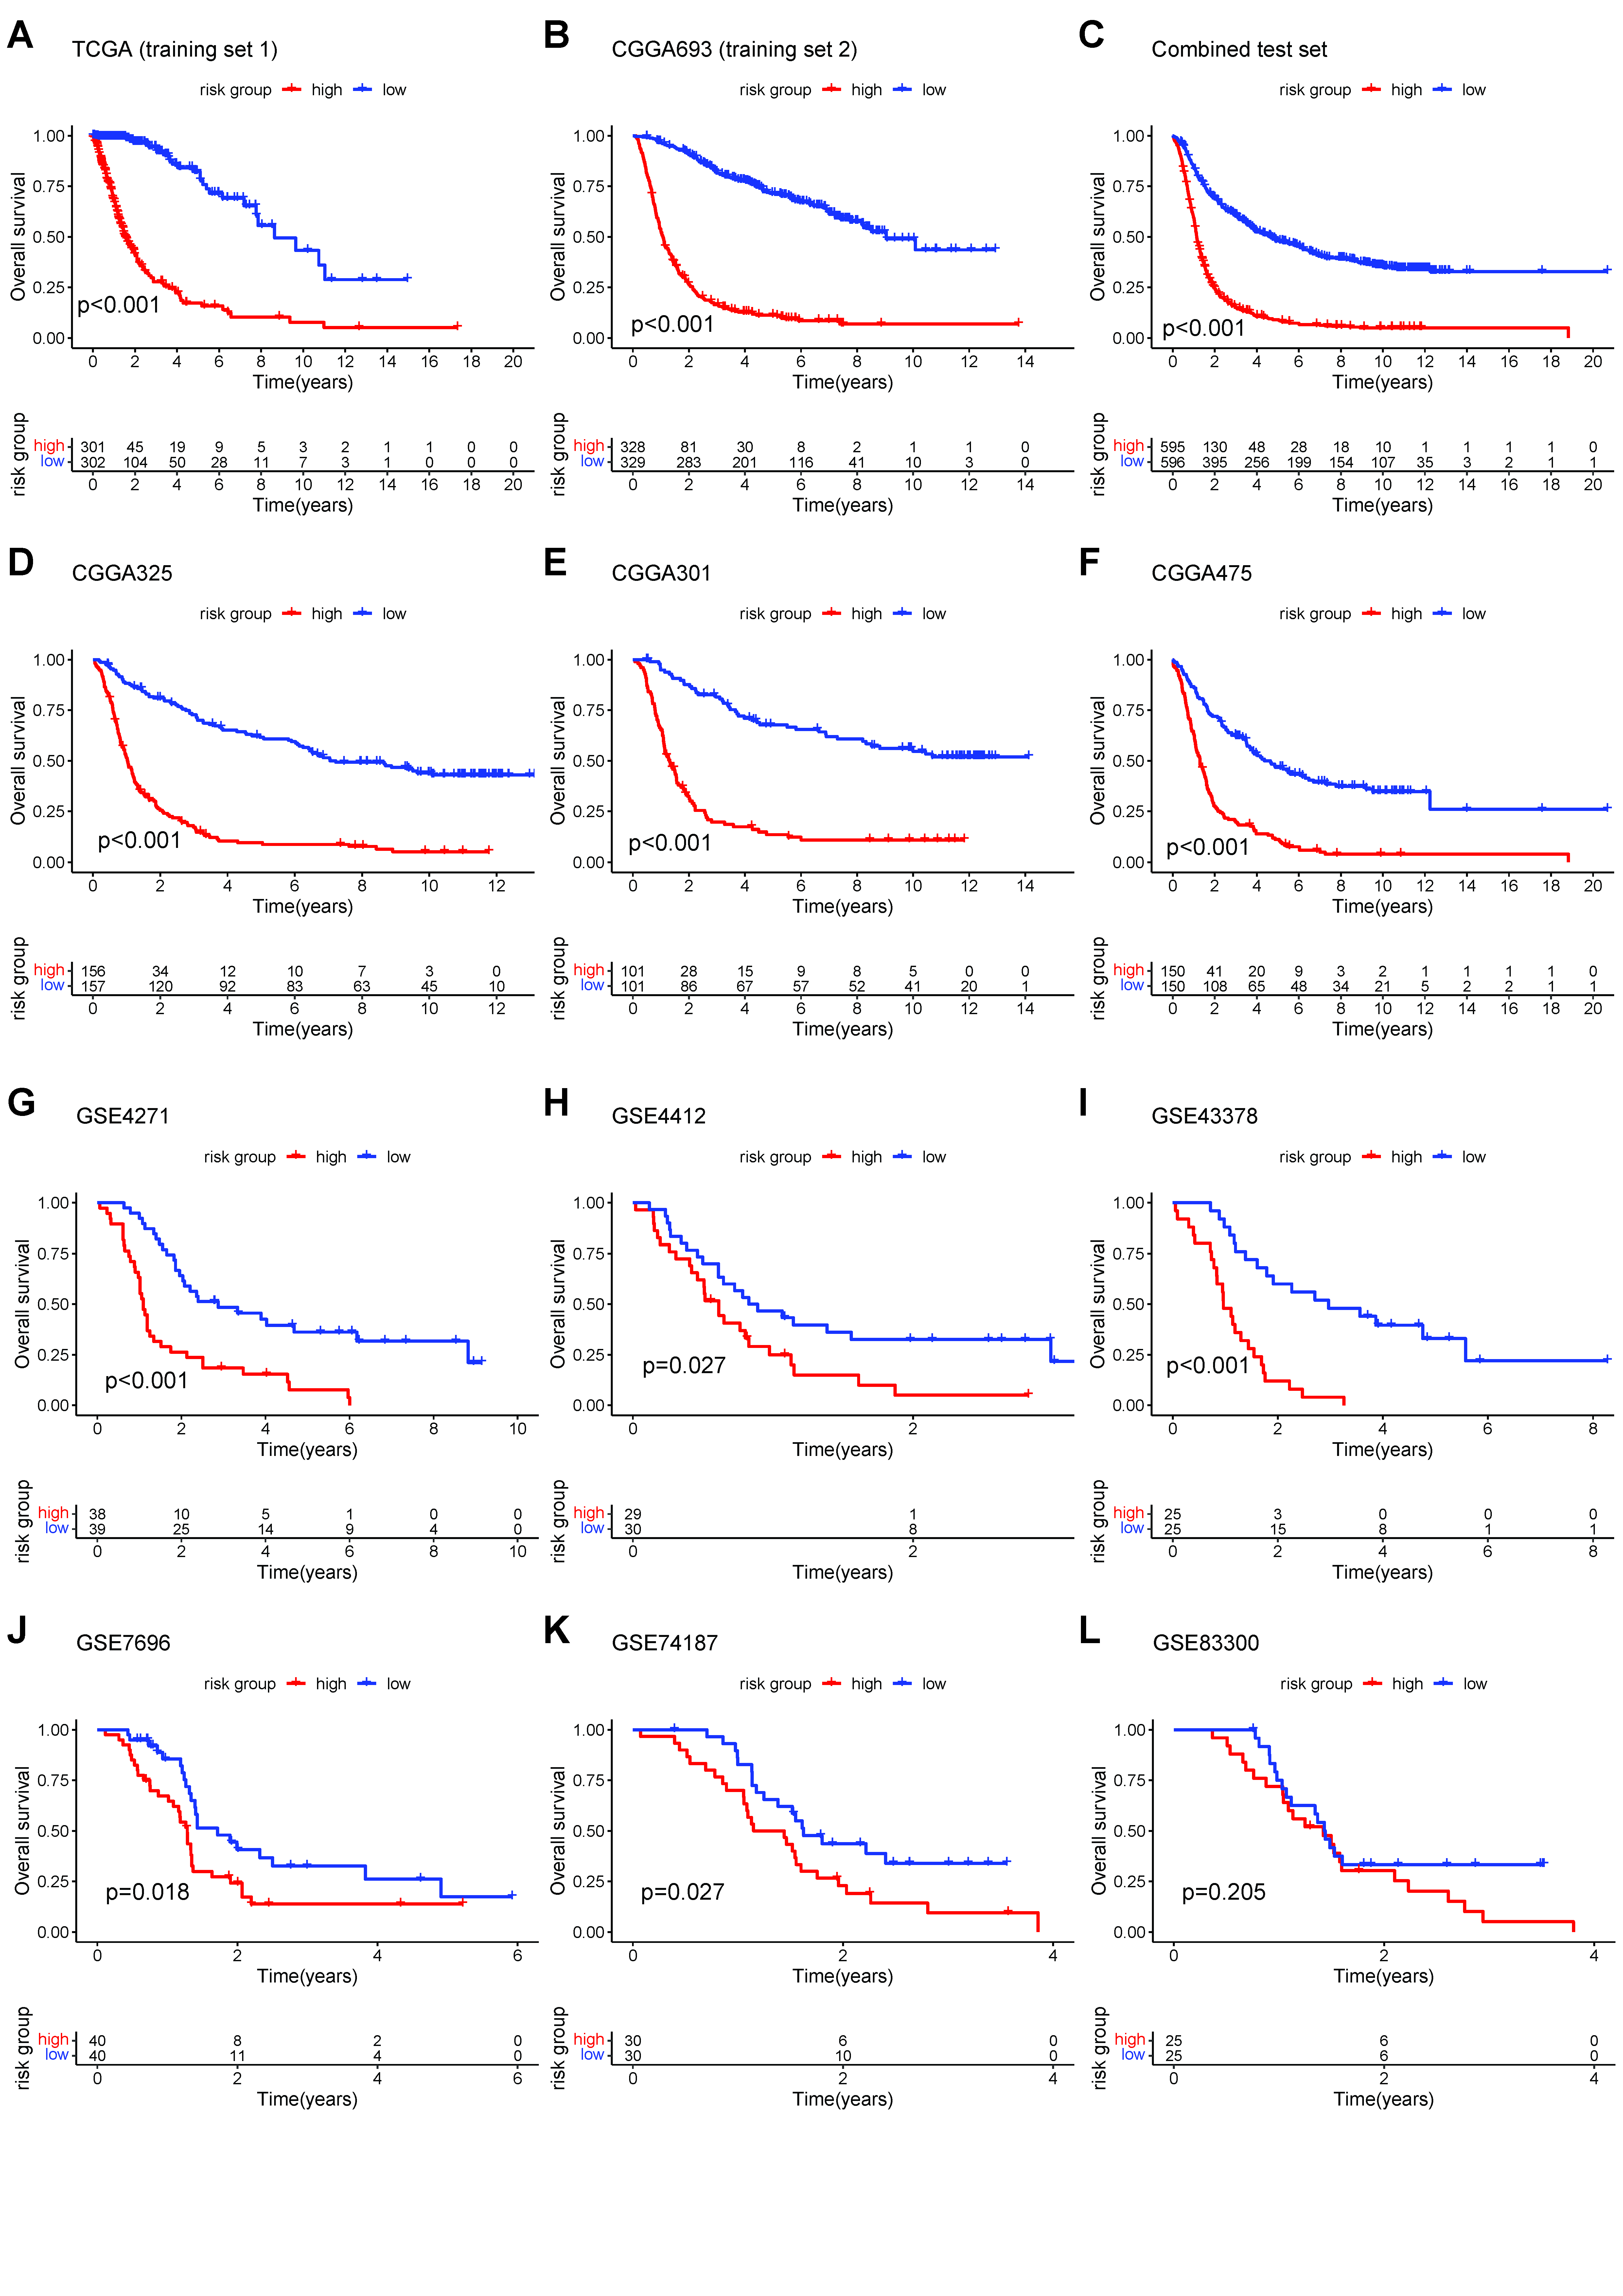 A TCGA (training set 1)
risk group high low
1.00
0.75
0.50
0.25
0.00
Overall survival
p<0.001
0 2 4 6 8 10 12 14 16 18 20
Time(years)
risk group
high 301 45 19 9 5 3 2 1 1 0 0
low 302 104 50 28 11 7 3 1 0 0 0
0 2 4 6 8 10 12 14 16 18 20
Time(years)
B CGGA693 (training set 2)
risk group high low
1.00
0.75
0.50
0.25
0.00
Overall survival
p<0.001
0 2 4 6 8 10 12 14
Time(years)
risk group
high 328 81 30 8 2 1 1 0
low 329 283 201 116 41 10 3 0
0 2 4 6 8 10 12 14
Time(years)
C Combined test set
risk group high low
1.00
0.75
0.50
0.25
0.00
Overall survival
p<0.001
0 2 4 6 8 10 12 14 16 18 20
Time(years)
risk group
high 595 130 48 28 18 10 1 1 1 1 0
low 596 395 256 199 154 107 35 3 2 1 1
0 2 4 6 8 10 12 14 16 18 20
Time(years)
D CGGA325
risk group high low
1.00
0.75
0.50
0.25
0.00
Overall survival
p<0.001
0 2 4 6 8 10 12
Time(years)
risk group
high 156 34 12 10 7 3 0
low 157 120 92 83 63 45 10
0 2 4 6 8 10 12
Time(years)
E CGGA301
risk group high low
1.00
0.75
0.50
0.25
0.00
Overall survival
p<0.001
0 2 4 6 8 10 12 14
Time(years)
risk group
high 101 28 15 9 8 5 0 0
low 101 86 67 57 52 41 20 1
0 2 4 6 8 10 12 14
Time(years)
F CGGA475
risk group high low
1.00
0.75
0.50
0.25
0.00
Overall survival
p<0.001
0 2 4 6 8 10 12 14 16 18 20
Time(years)
risk group
high 150 41 20 9 3 2 1 1 1 1 0
low 150 108 65 48 34 21 5 2 2 1 1
0 2 4 6 8 10 12 14 16 18 20
Time(years)
G GSE4271
risk group high low
1.00
0.75
0.50
0.25
0.00
Overall survival
p<0.001
0 2 4 6 8 10
Time(years)
risk group
high 38 10 5 1 0 0
low 39 25 14 9 4 0
0 2 4 6 8 10
Time(years)
H GSE4412
risk group high low
1.00
0.75
0.50
0.25
0.00
Overall survival
p=0.027
0 2
Time(years)
risk group
high 29 1
low 30 8
0 2
Time(years)
I GSE43378
risk group high low
1.00
0.75
0.50
0.25
0.00
Overall survival
p<0.001
0 2 4 6 8
Time(years)
risk group
high 25 3 0 0 0
low 25 15 8 1 1
0 2 4 6 8
Time(years)
J GSE7696
risk group high low
1.00
0.75
0.50
0.25
0.00
Overall survival
p=0.018
0 2 4 6
Time(years)
risk group
high 40 8 2 0
low 40 11 4 0
0 2 4 6
Time(years)
K GSE74187
risk group high low
1.00
0.75
0.50
0.25
0.00
Overall survival
p=0.027
0 2 4
Time(years)
risk group
high 30 6 0
low 30 10 0
0 2 4
Time(years)
L GSE83300
risk group high low
1.00
0.75
0.50
0.25
0.00
Overall survival
p=0.205
0 2 4
Time(years)
risk group
high 25 6 0
low 25 6 0
0 2 4
Time(years)